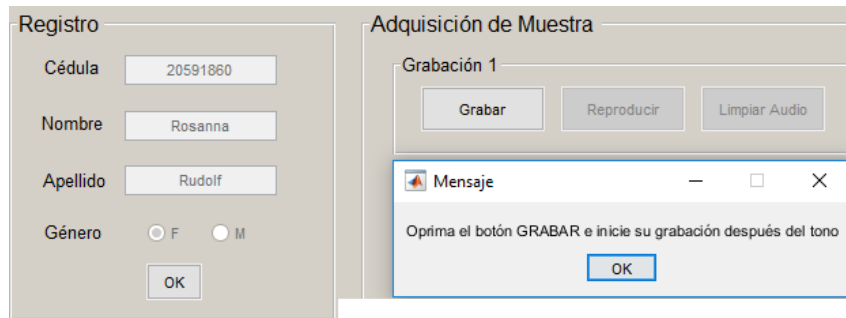 Registro
Cédula 20591860
Nombre Rosanna
Apellido Rudolf
Género F M
OK
Adquisición de Muestra
Grabación 1
Grabar Reproducir Limpiar Audio
Mensaje
Oprima el botón GRABAR e inicie su grabación después del tono
OK